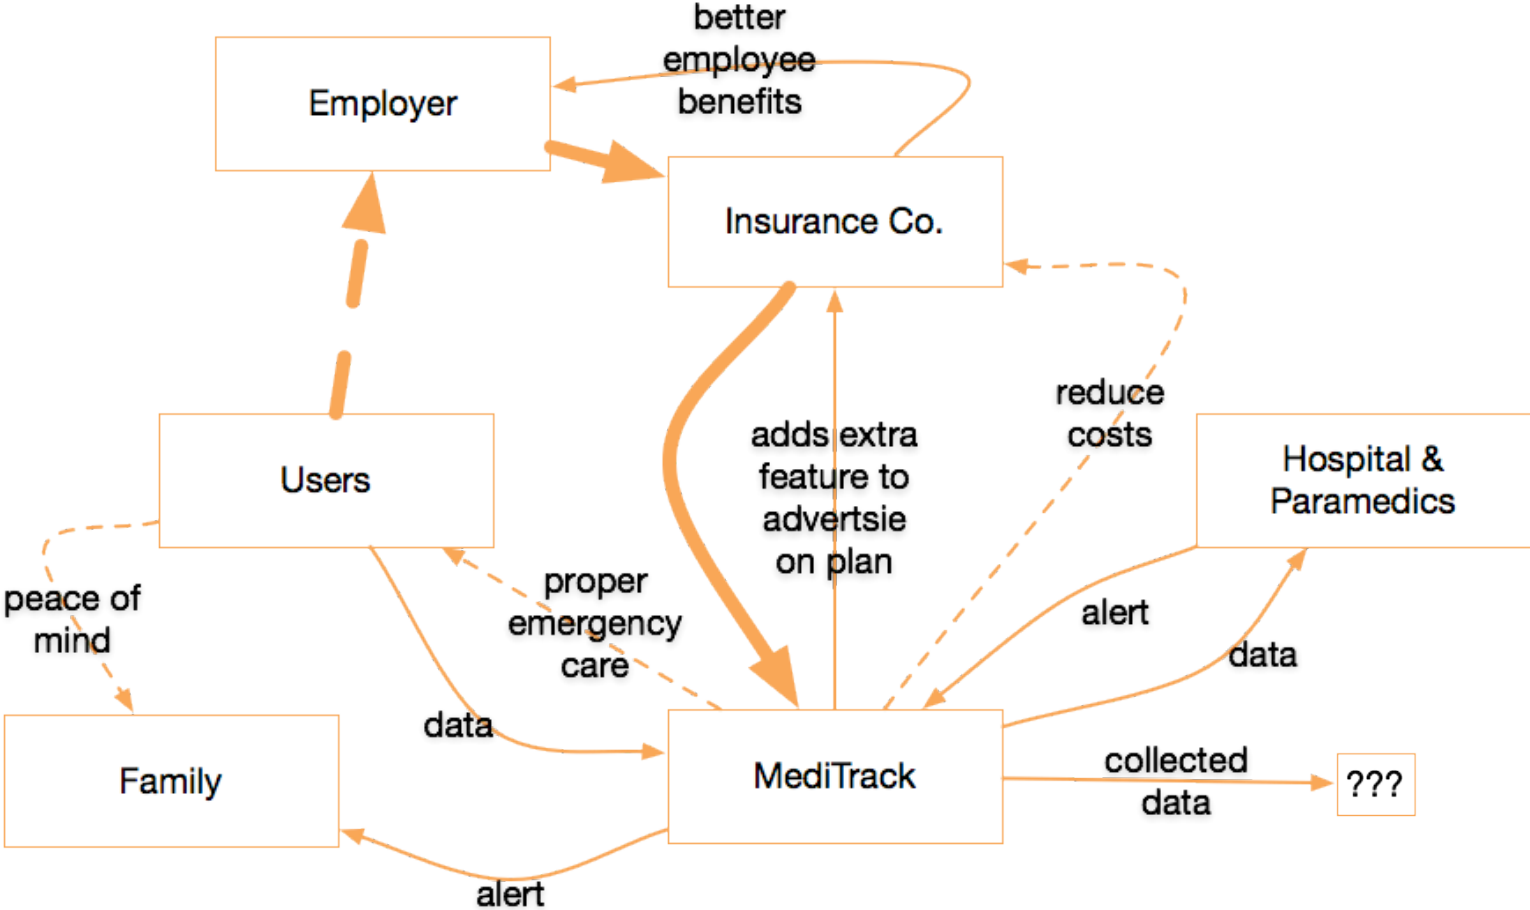 better
employee
benefits
Employer
Insurance Co.
reduce
costs
adds extra
feature to
advertsie
on plan
Hospital &
Paramedics
Users
proper
emergency
care
peace of
mind
alert
data
data
Family
MediTrack
collected
data
???
alert